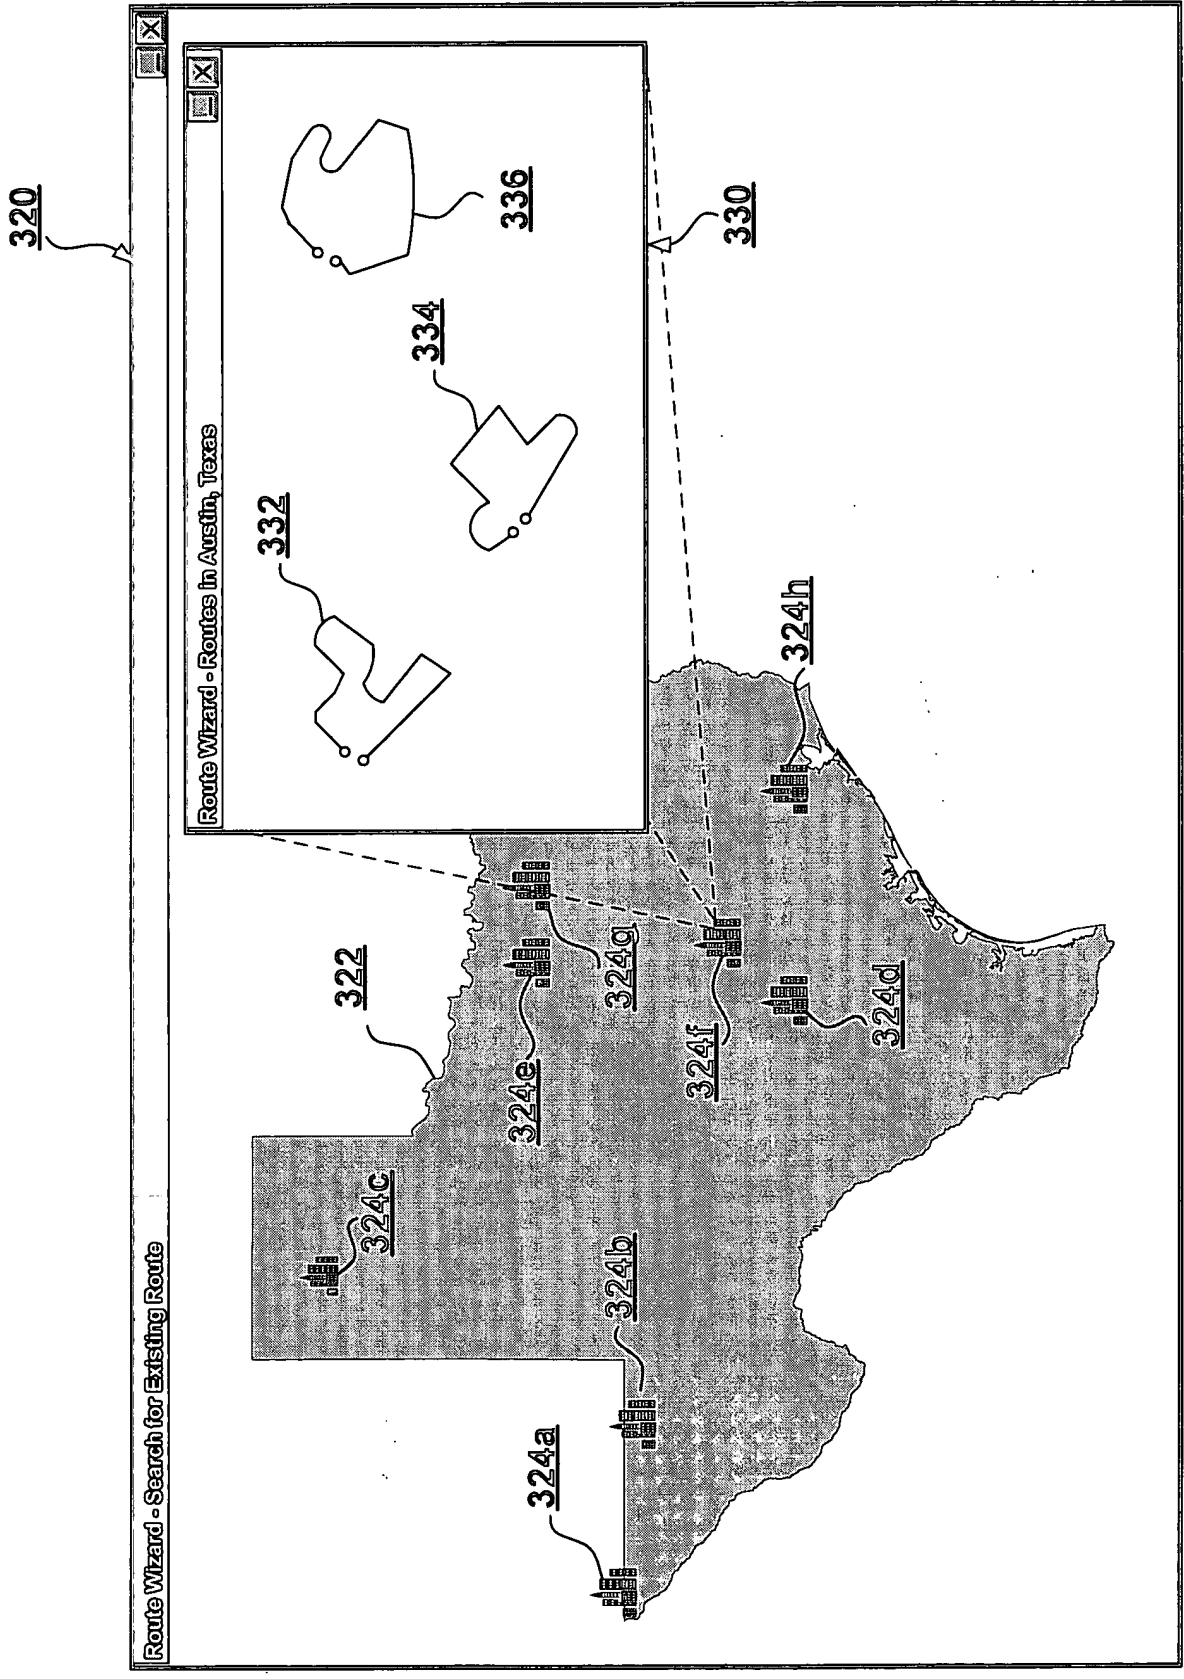 320
Route Wizard - Search for Existing Route
Route Wizard - Routes in Austin, Texas
332
334
336
330
322
324a
324b
324c
324e
324g
324f
324d
324h